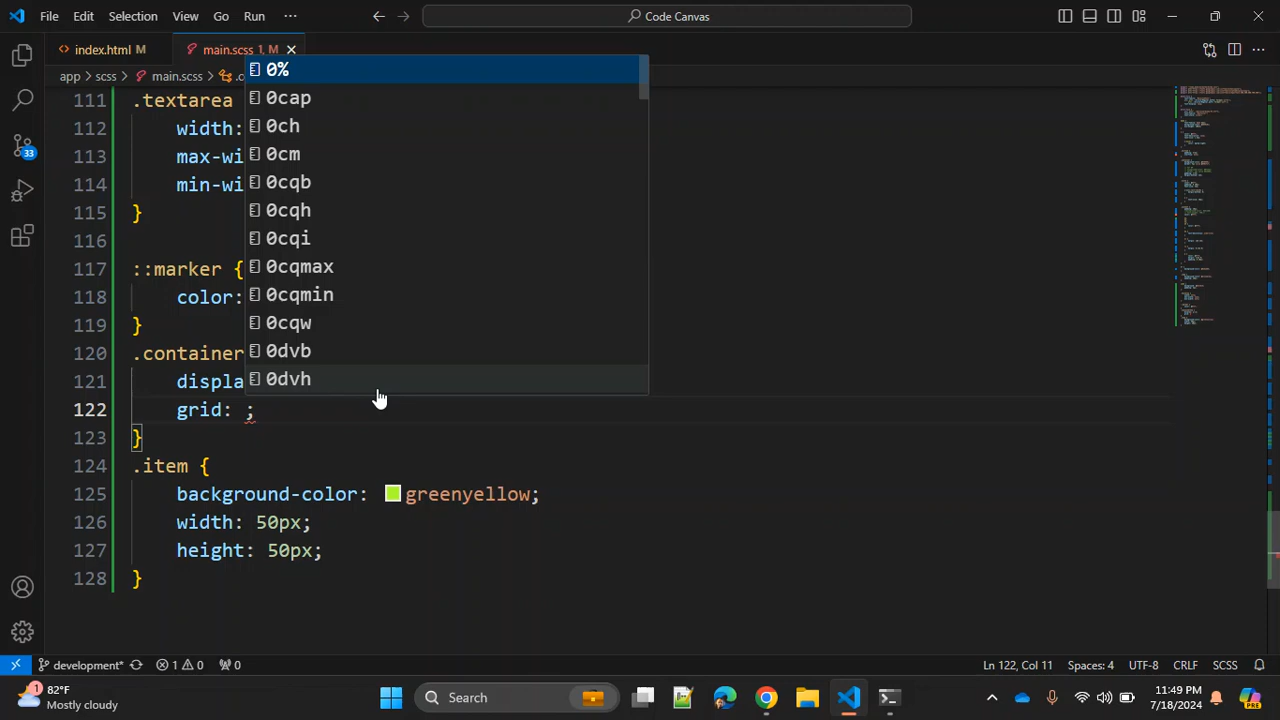 File Edit Selection View Go Run ··· Code Canvas
index.html M main.scss 1, M
app > scss > main.scss > .c
111 .textarea
112 width:
113 max-wi
114 min-wi
115 }
116
117 ::marker {
118 color:
119 }
120 .container
121 displa
122 grid: ;
123 }
124 .item {
125 background-color: greenyellow;
126 width: 50px;
127 height: 50px;
128 }
0%
0cap
0ch
0cm
0cqb
0cqh
0cqi
0cqmax
0cqmin
0cqw
0dvb
0dvh
33
development* 1 0 0 Ln 122, Col 11 Spaces: 4 UTF-8 CRLF SCSS
1 82°F
Mostly cloudy
Search
PRE
11:49 PM
7/18/2024